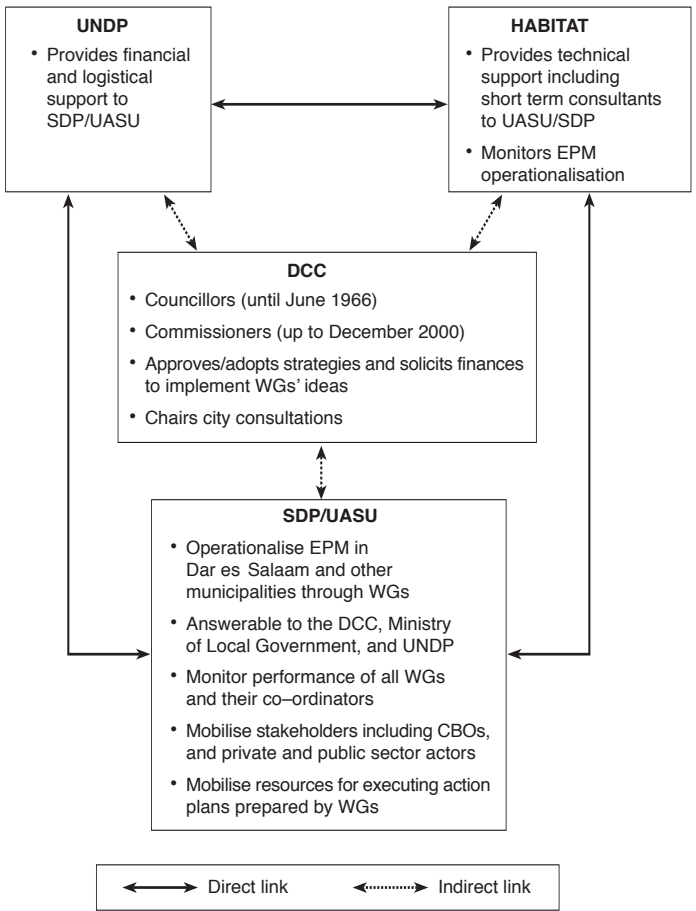 UNDP
• Provides financial
and logistical
support to
SDP/UASU
HABITAT
• Provides technical
support including
short term consultants
to UASU/SDP
• Monitors EPM
operationalisation
DCC
• Councillors (until June 1966)
• Commissioners (up to December 2000)
• Approves/adopts strategies and solicits finances
to implement WGs' ideas
• Chairs city consultations
SDP/UASU
• Operationalise EPM in
Dar es Salaam and other
municipalities through WGs
• Answerable to the DCC, Ministry
of Local Government, and UNDP
• Monitor performance of all WGs
and their co–ordinators
• Mobilise stakeholders including CBOs,
and private and public sector actors
• Mobilise resources for executing action
plans prepared by WGs
Direct link
Indirect link